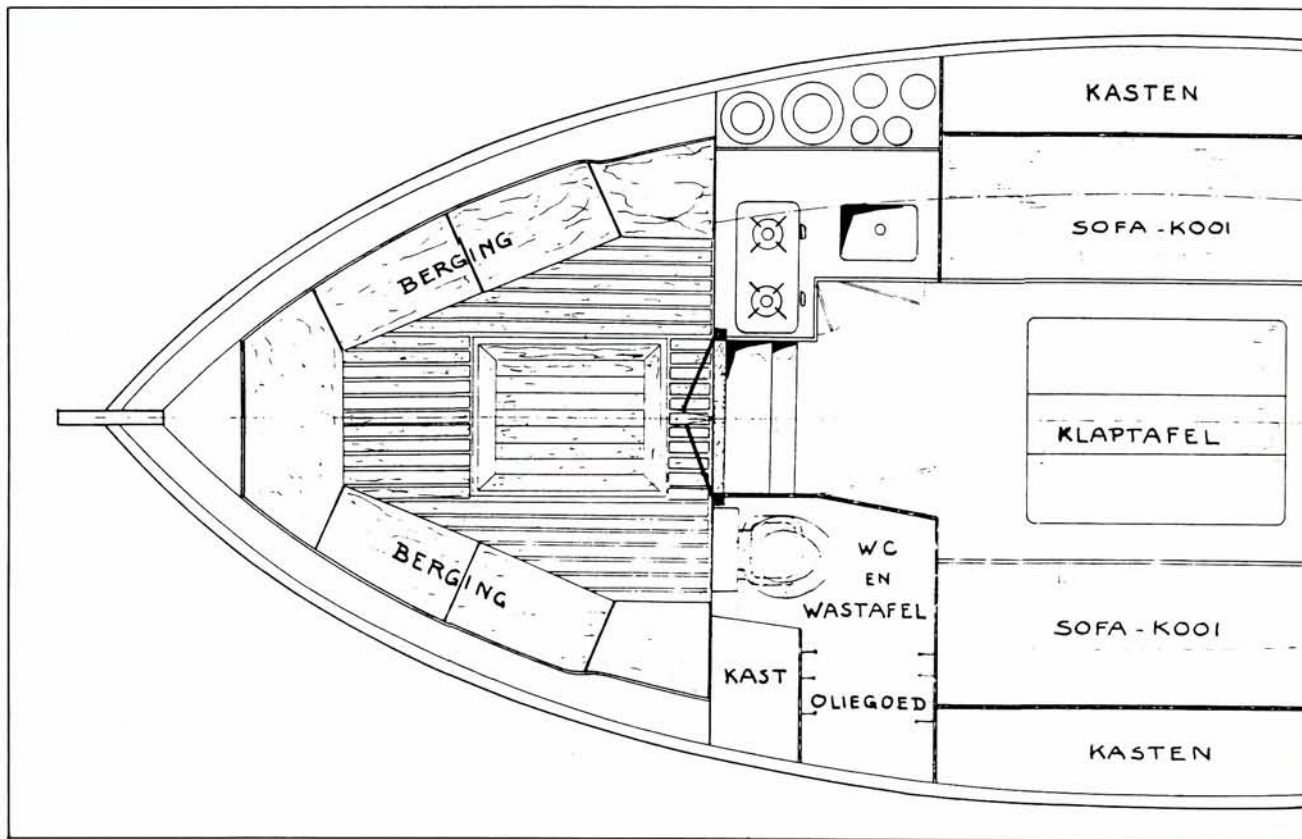 KASTEN
SOFA-KOOI
BERGING
KLAPTAFEL
BERGING
WC
EN
WASTAFEL
SOFA-KOOI
KAST
OLIEGOED
KASTEN